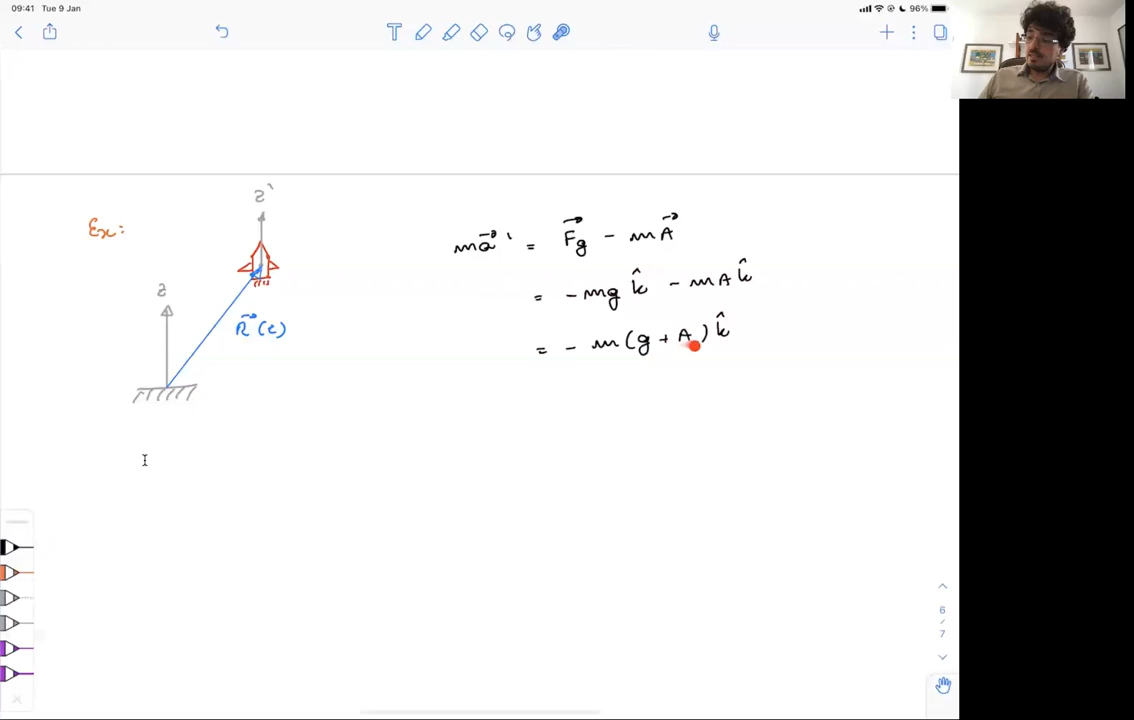 09:41 Tue 9 Jan
96%
T
Ex:
z'
z
R⃗(t)
ma⃗' = F⃗g - mA⃗
= -mg k̂ - mA k̂
= - m(g + A) k̂
6
/
7